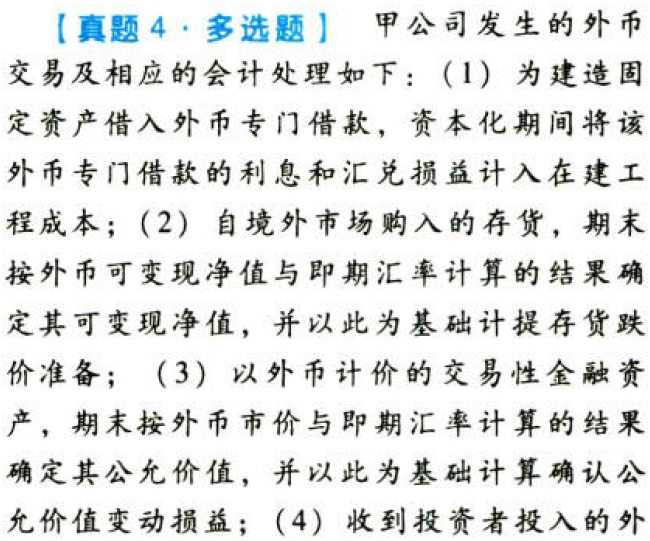 【真题4·多选题】 甲公司发生的外币
交易及相应的会计处理如下：（1）为建造固
定资产借入外币专门借款，资本化期间将该
外币专门借款的利息和汇兑损益计入在建工
程成本；（2）自境外市场购入的存货，期末
按外币可变现净值与即期汇率计算的结果确
定其可变现净值，并以此为基础计提存货跌
价准备；（3）以外币计价的交易性金融资
产，期末按外币市价与即期汇率计算的结果
确定其公允价值，并以此为基础计算确认公
允价值变动损益；（4）收到投资者投入的外